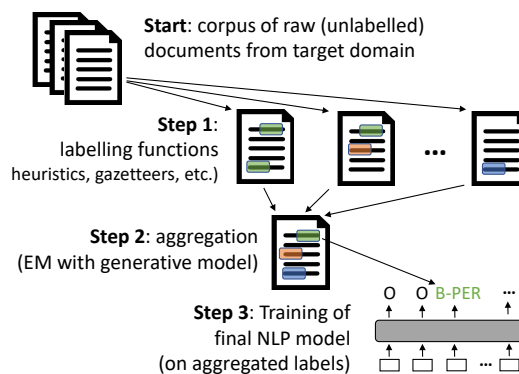 Start: corpus of raw (unlabelled)
documents from target domain
Step 1:
labelling functions
heuristics, gazetteers, etc.)
...
Step 2: aggregation
(EM with generative model)
O O B-PER ...
Step 3: Training of
final NLP model
(on aggregated labels)
...